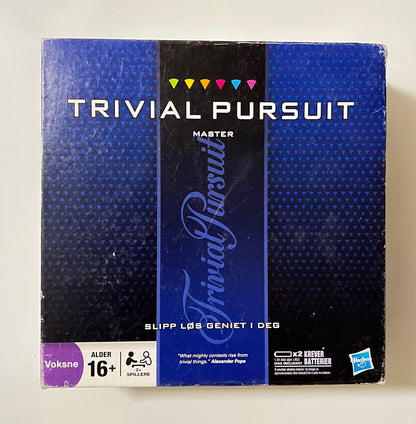 TRIVIAL PURSUIT
MASTER
Trivial Pursuit
SLIPP LØS GENIET I DEG
Voksne
ALDER
16+
2+
SPILLERE
"What mighty contests rise from
trivial things." Alexander Pope
x2 KREVER
BATTERIER
Hasbro